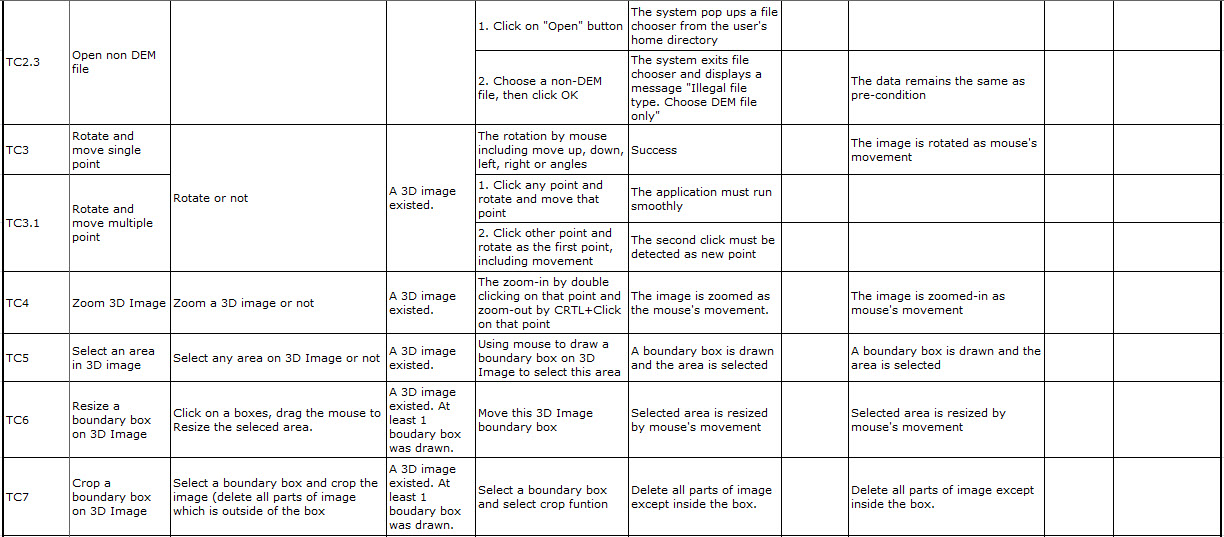 TC2.3
Open non DEM
file
1. Click on "Open" button
The system pop ups a file
chooser from the user's
home directory
2. Choose a non-DEM
file, then click OK
The system exits file
chooser and displays a
message "Illegal file
type. Choose DEM file
only"
The data remains the same as
pre-condition
TC3
Rotate and
move single
point
Rotate or not
A 3D image
existed.
The rotation by mouse
including move up, down,
left, right or angles
Success
The image is rotated as mouse's
movement
TC3.1
Rotate and
move multiple
point
1. Click any point and
rotate and move that
point
The application must run
smoothly
2. Click other point and
rotate as the first point,
including movement
The second click must be
detected as new point
TC4
Zoom 3D Image
Zoom a 3D image or not
A 3D image
existed.
The zoom-in by double
clicking on that point and
zoom-out by CRTL+Click
on that point
The image is zoomed as
the mouse's movement.
The image is zoomed-in as
mouse's movement
TC5
Select an area
in 3D image
Select any area on 3D Image or not
A 3D image
existed.
Using mouse to draw a
boundary box on 3D
Image to select this area
A boundary box is drawn
and the area is selected
A boundary box is drawn and the
area is selected
TC6
Resize a
boundary box
on 3D Image
Click on a boxes, drag the mouse to
Resize the seleced area.
A 3D image
existed. At
least 1
boudary box
was drawn.
Move this 3D Image
boundary box
Selected area is resized
by mouse's movement
Selected area is resized by
mouse's movement
TC7
Crop a
boundary box
on 3D Image
Select a boundary box and crop the
image (delete all parts of image
which is outside of the box
A 3D image
existed. At
least 1
boudary box
was drawn.
Select a boundary box
and select crop funtion
Delete all parts of image
except inside the box.
Delete all parts of image except
inside the box.